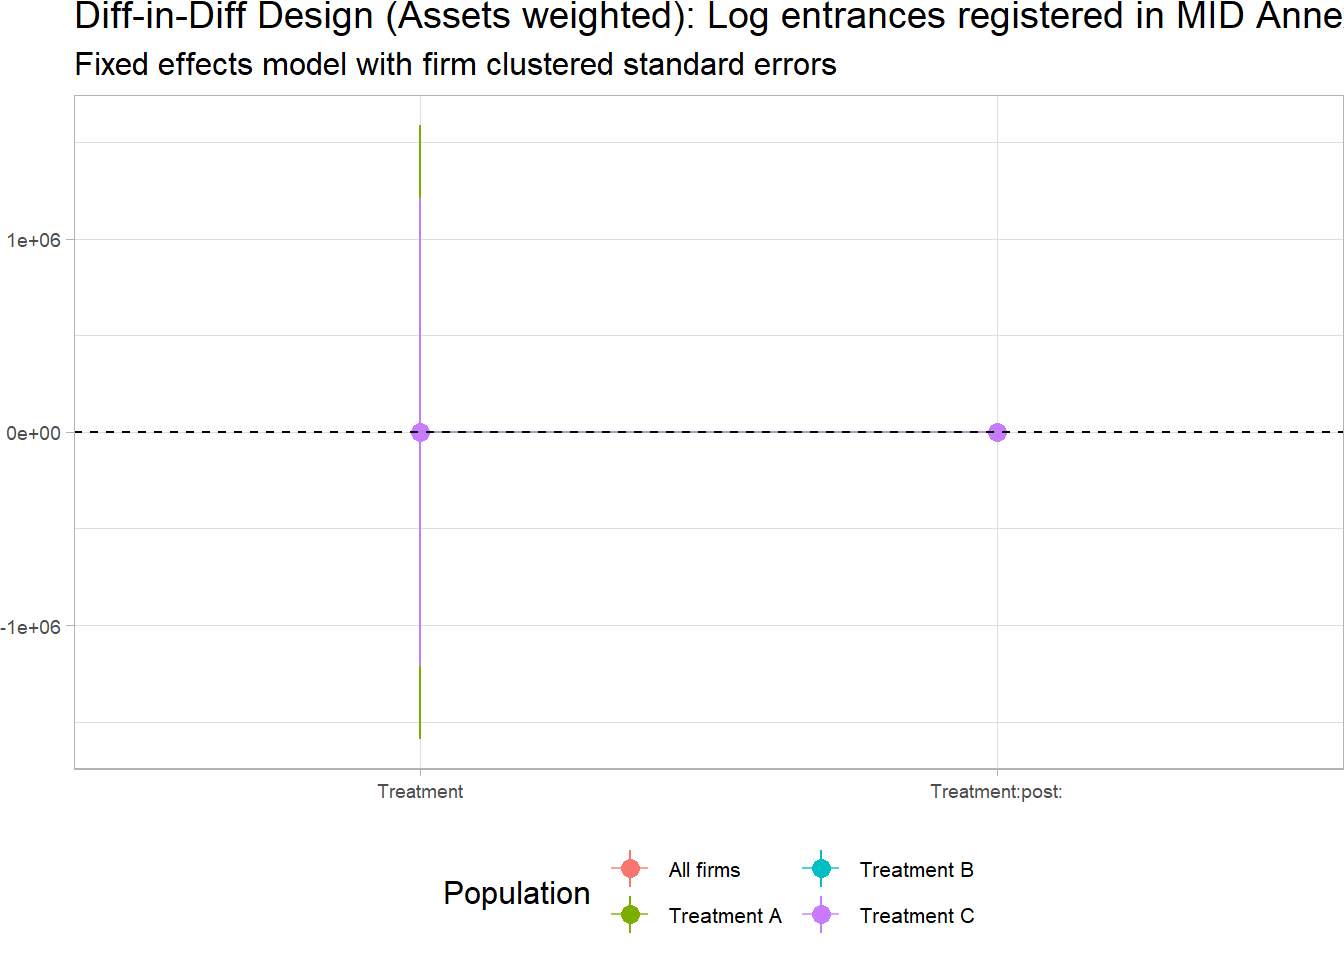 Diff-in-Diff Design (Assets weighted): Log entrances registered in MID Anne
Fixed effects model with firm clustered standard errors
1e+06
0e+00
-1e+06
Treatment
Treatment:post:
Population
All firms
Treatment B
Treatment A
Treatment C